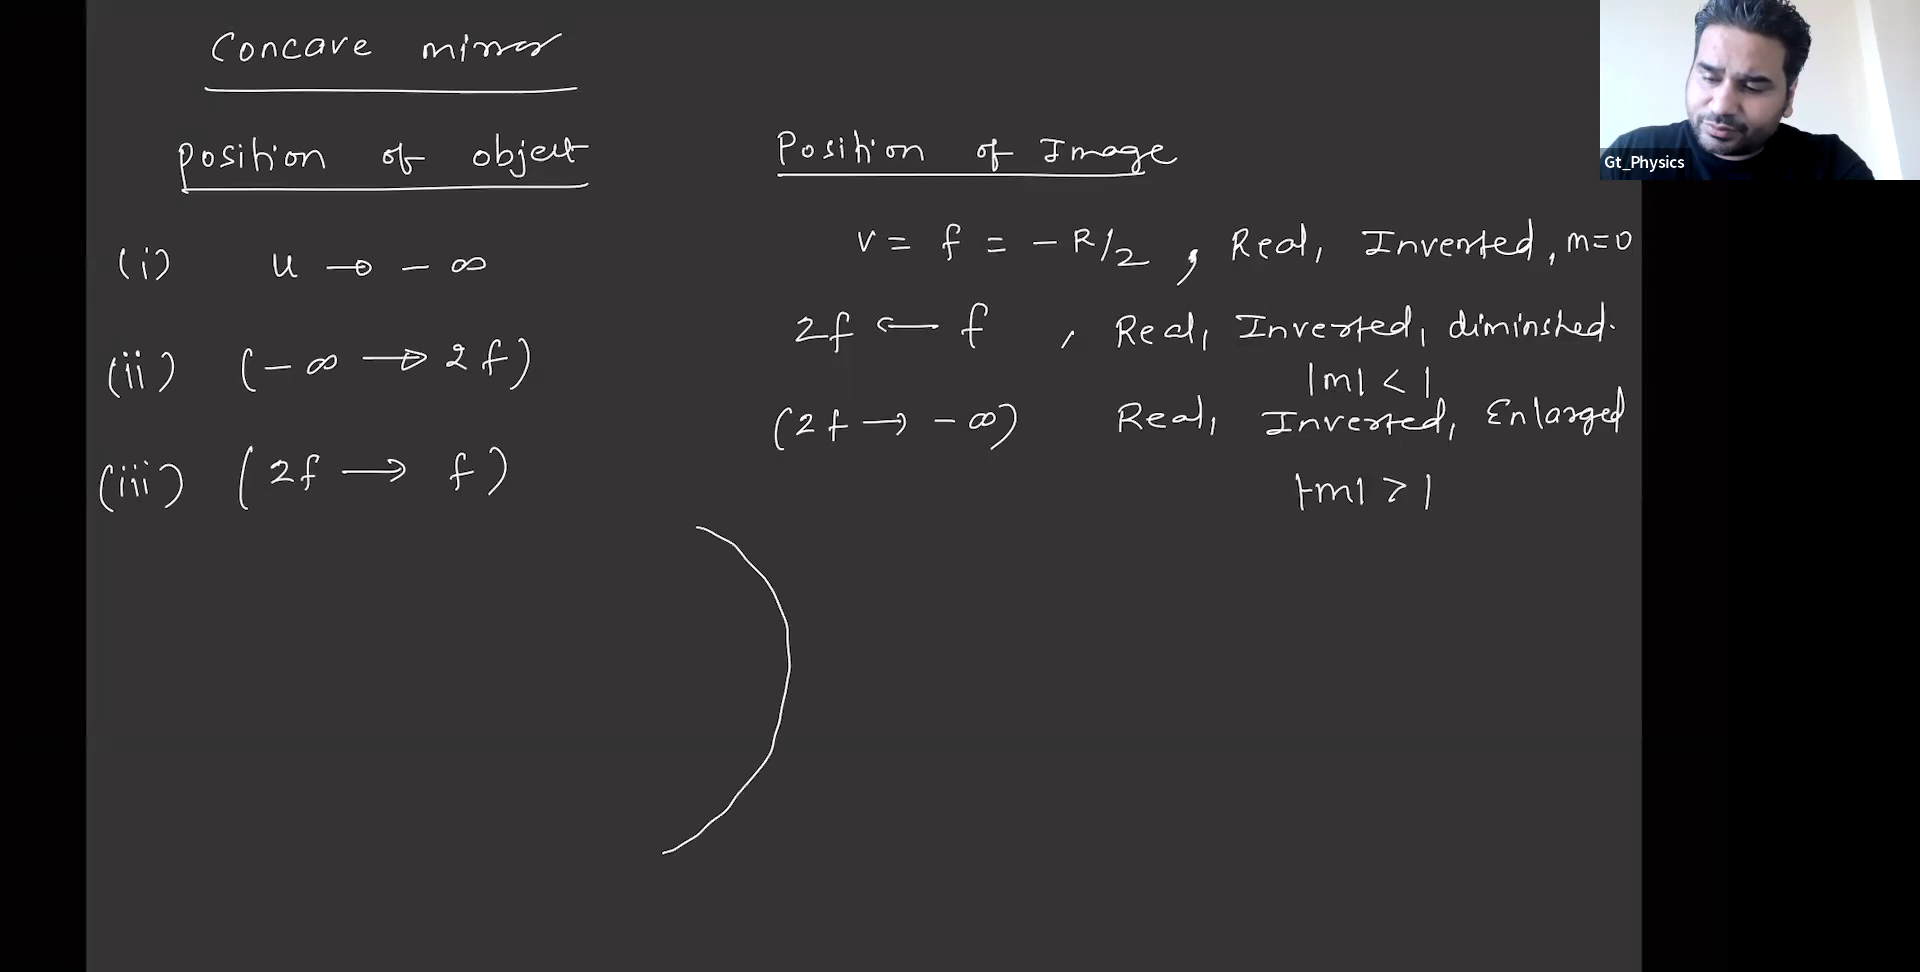 Concave mirror
position of object
Position of Image
Gt_Physics
(i) u → - ∞
v = f = - R/2 , Real, Inverted, m=0
(ii) (- ∞ → 2f)
2f ← f , Real, Inverted, diminshed.
|m| < 1
(iii) (2f → f)
(2f → - ∞) Real, Inverted, Enlarged
|m| > 1